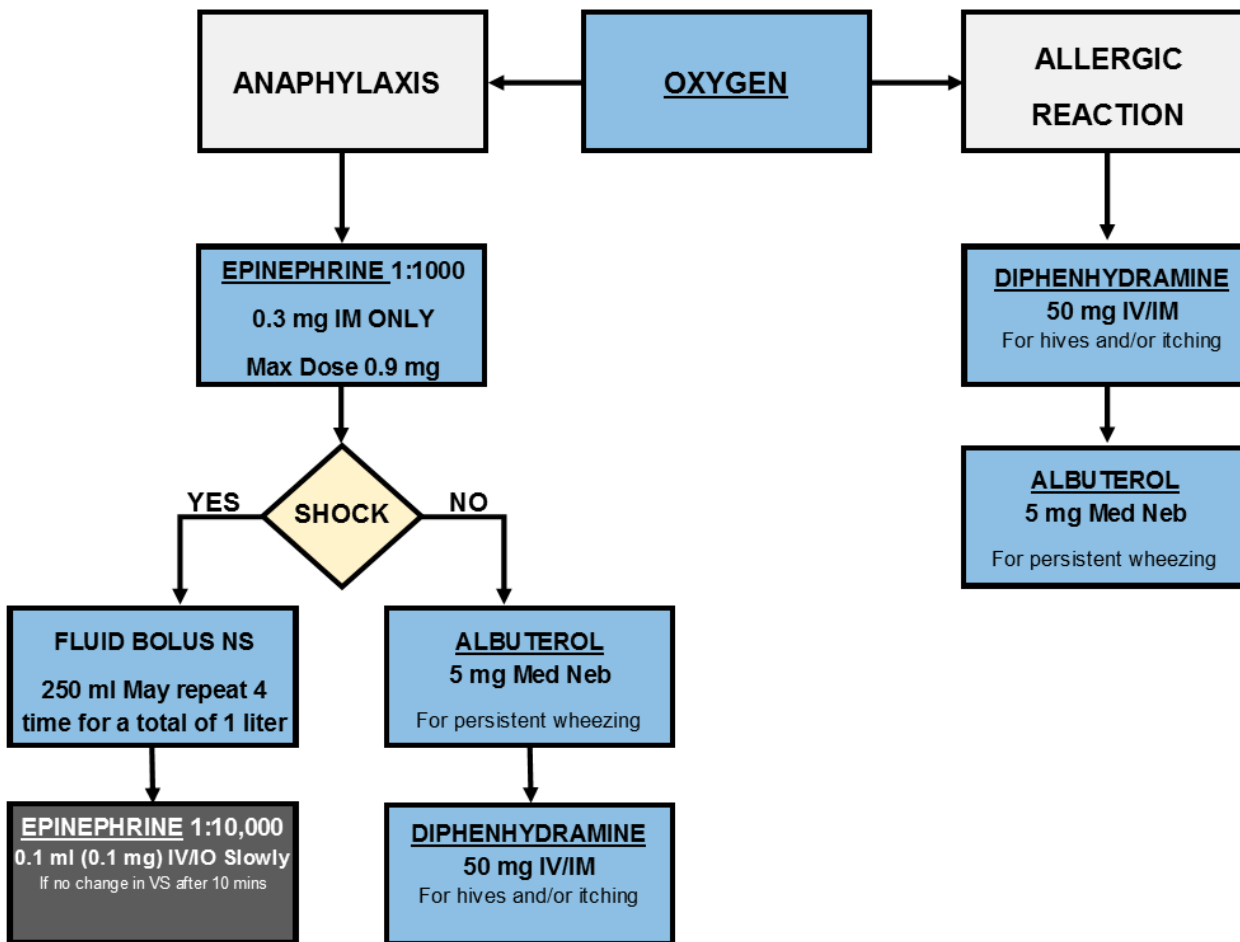 ANAPHYLAXIS
OXYGEN
ALLERGIC
REACTION
EPINEPHRINE 1:1000
0.3 mg IM ONLY
Max Dose 0.9 mg
DIPHENHYDRAMINE
50 mg IV/IM
For hives and/or itching
YES
SHOCK
NO
ALBUTEROL
5 mg Med Neb
For persistent wheezing
FLUID BOLUS NS
250 ml May repeat 4
time for a total of 1 liter
ALBUTEROL
5 mg Med Neb
For persistent wheezing
EPINEPHRINE 1:10,000
0.1 ml (0.1 mg) IV/IO Slowly
If no change in VS after 10 mins
DIPHENHYDRAMINE
50 mg IV/IM
For hives and/or itching